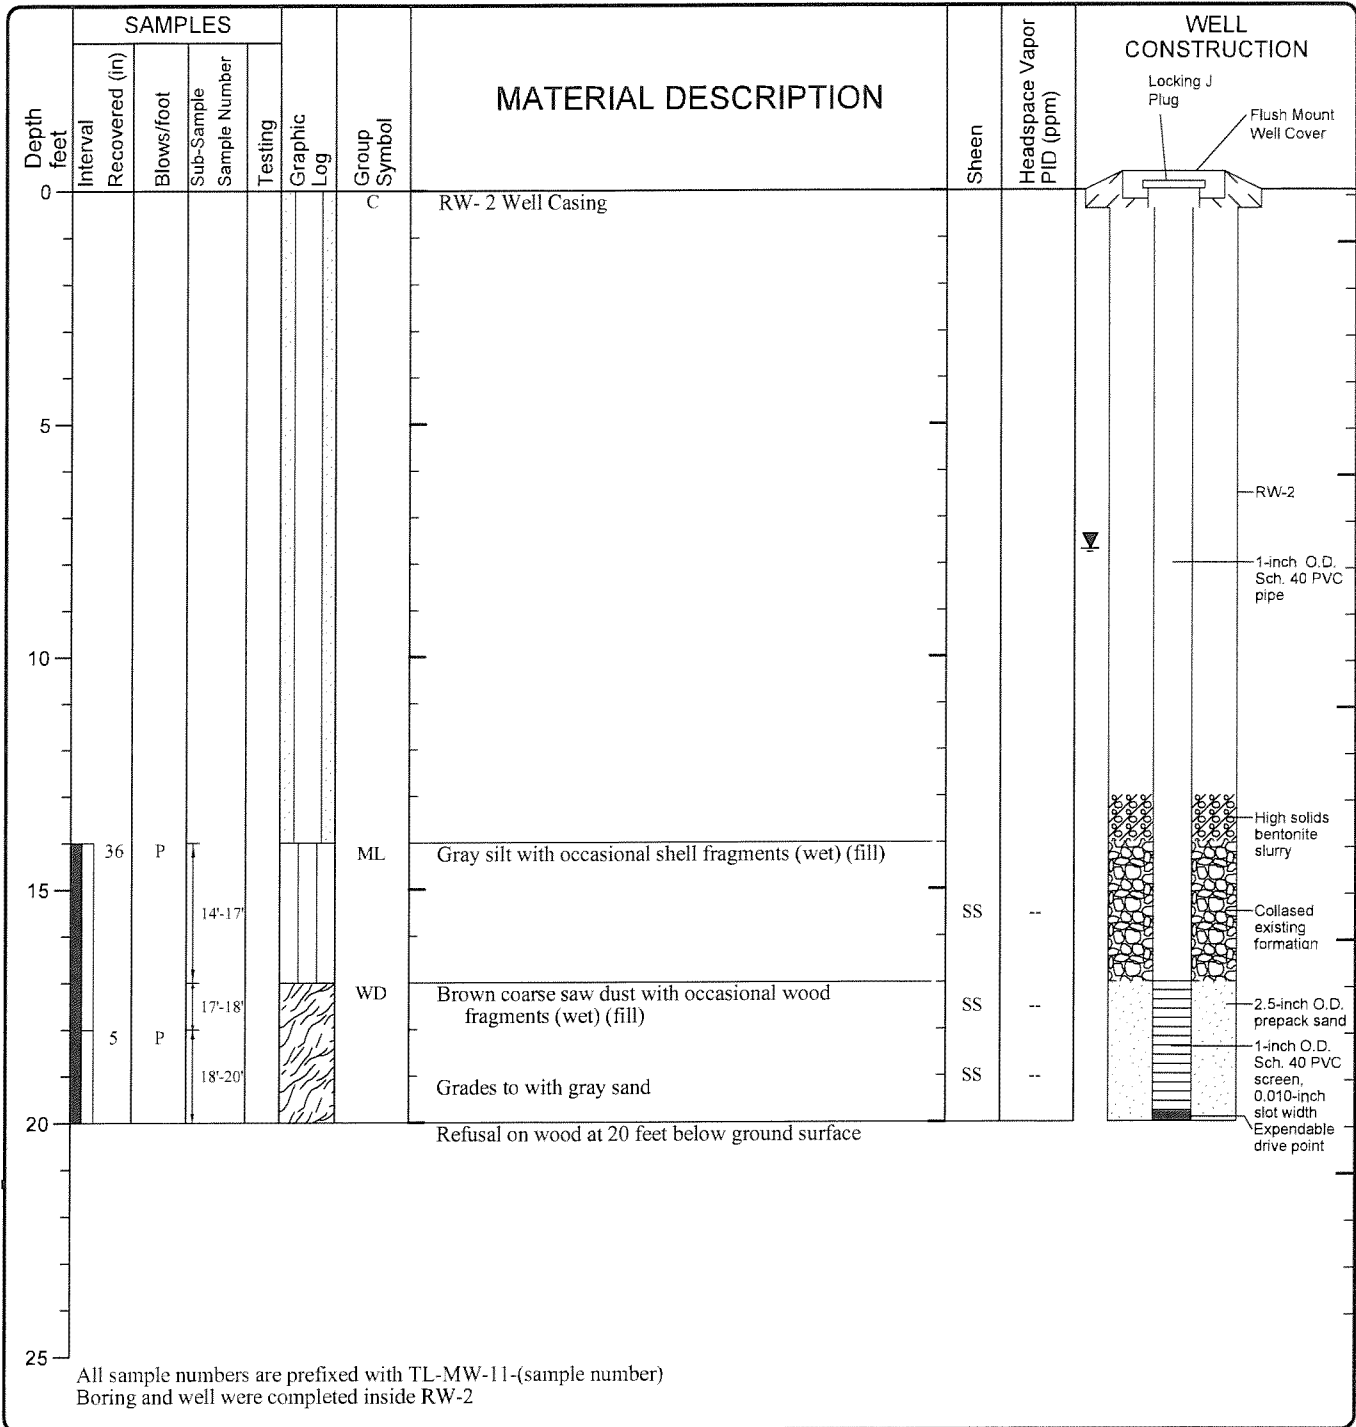 SAMPLES
Depth
feet
Interval
Recovered (in)
Blows/foot
Sub-Sample
Sample Number
Testing
Graphic
Log
Group
Symbol
MATERIAL DESCRIPTION
Sheen
Headspace Vapor
PID (ppm)
WELL
CONSTRUCTION
Locking J
Plug
Flush Mount
Well Cover
0
C
RW- 2 Well Casing
5
RW-2
1-inch O.D.
Sch. 40 PVC
pipe
10
High solids
bentonite
slurry
36
P
ML
Gray silt with occasional shell fragments (wet) (fill)
15
14'-17'
SS
--
Collased
existing
formation
17'-18'
WD
Brown coarse saw dust with occasional wood
fragments (wet) (fill)
SS
--
2.5-inch O.D.
prepack sand
5
P
18'-20'
Grades to with gray sand
SS
--
1-inch O.D.
Sch. 40 PVC
screen,
0.010-inch
slot width
Expendable
drive point
20
Refusal on wood at 20 feet below ground surface
25
All sample numbers are prefixed with TL-MW-11-(sample number)
Boring and well were completed inside RW-2